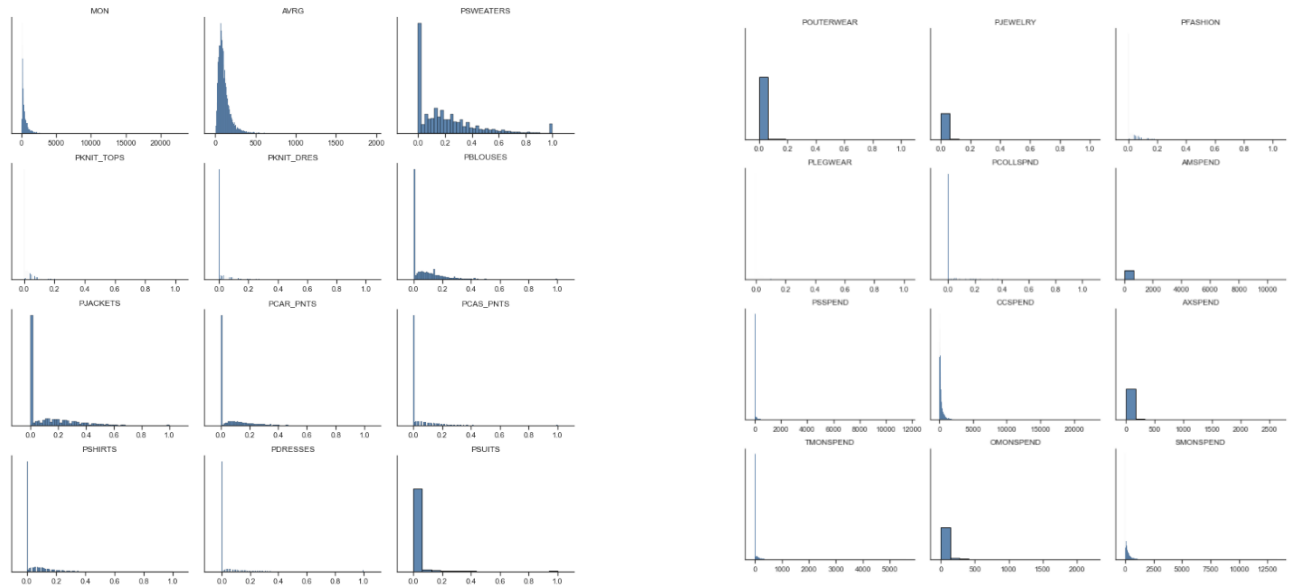 MON AVRG PSWEATERS
0 5000 10000 15000 20000 0 500 1000 1500 2000 0.0 0.2 0.4 0.6 0.8 1.0
PKNIT_TOPS PKNIT_DRES PBLOUSES
0.0 0.2 0.4 0.6 0.8 1.0 0.0 0.2 0.4 0.6 0.8 1.0 0.0 0.2 0.4 0.6 0.8 1.0
PJACKETS PCAR_PNTS PCAS_PNTS
0.0 0.2 0.4 0.6 0.8 1.0 0.0 0.2 0.4 0.6 0.8 1.0 0.0 0.2 0.4 0.6 0.8 1.0
PSHIRTS PDRESSES PSUITS
0.0 0.2 0.4 0.6 0.8 1.0 0.0 0.2 0.4 0.6 0.8 1.0 0.0 0.2 0.4 0.6 0.8 1.0
POUTERWEAR PJEWELRY PFASHION
0.0 0.2 0.4 0.6 0.8 1.0 0.0 0.2 0.4 0.6 0.8 1.0 0.0 0.2 0.4 0.6 0.8 1.0
PLEGWEAR PCOLLSPND AMSPEND
0.0 0.2 0.4 0.6 0.8 1.0 0.0 0.2 0.4 0.6 0.8 1.0 0 2000 4000 6000 8000 10000
PSSPEND CCSPEND AXSPEND
0 2000 4000 6000 8000 10000 12000 0 5000 10000 15000 20000 0 500 1000 1500 2000 2500
TMONSPEND OMONSPEND SMONSPEND
0 1000 2000 3000 4000 5000 6000 0 500 1000 1500 2000 0 2500 5000 7500 10000 12500